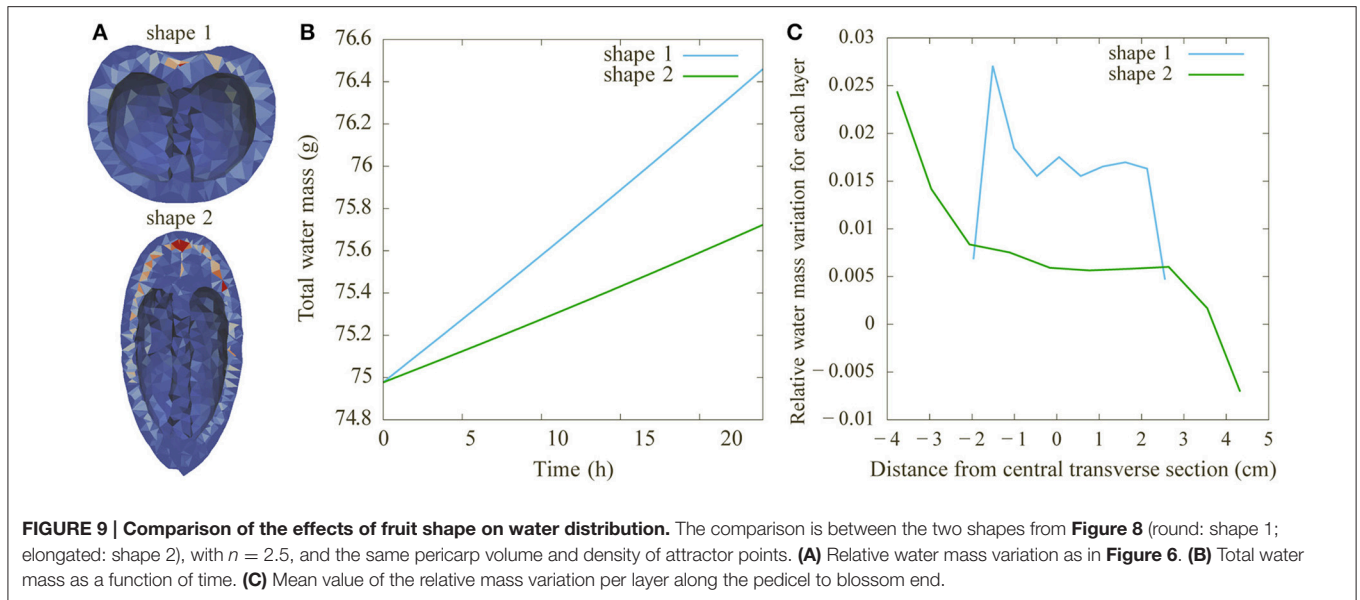 A
shape 1
shape 2
B
76.6
76.4
76.2
76
75.8
75.6
75.4
75.2
75
74.8
Total water mass (g)
shape 1
shape 2
0
5
10
15
20
Time (h)
C
0.03
0.025
0.02
0.015
0.01
0.005
0
−0.005
−0.01
Relative water mass variation for each layer
shape 1
shape 2
−4
−3
−2
−1
0
1
2
3
4
5
Distance from central transverse section (cm)
FIGURE 9 | Comparison of the effects of fruit shape on water distribution. The comparison is between the two shapes from Figure 8 (round: shape 1;
elongated: shape 2), with n = 2.5, and the same pericarp volume and density of attractor points. (A) Relative water mass variation as in Figure 6. (B) Total water
mass as a function of time. (C) Mean value of the relative mass variation per layer along the pedicel to blossom end.